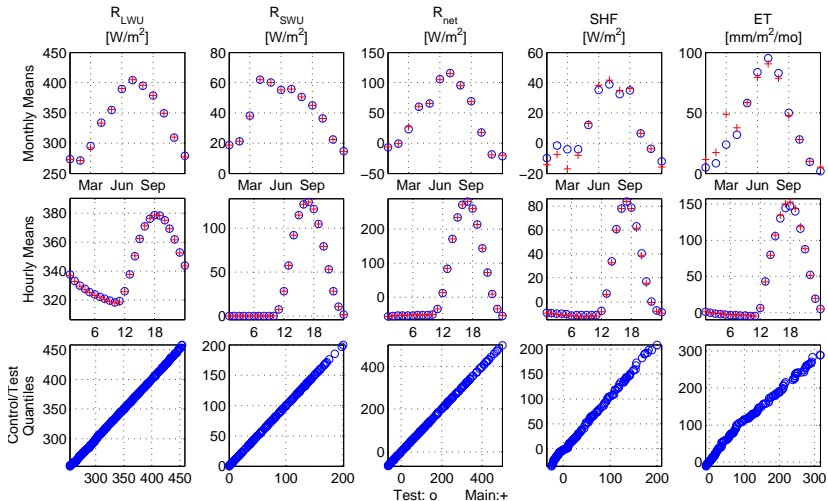 R_LWU R_SWU R_net SHF ET
[W/m²] [W/m²] [W/m²] [W/m²] [mm/m²/mo]
Monthly Means
450 400 350 300 250
80 60 40 20 0
150 100 50 0 −50
60 40 20 0 −20
100 50 0
Mar Jun Sep Mar Jun Sep Mar Jun Sep Mar Jun Sep Mar Jun Sep
Hourly Means
380 360 340 320
100 50 0
200 100 0
80 60 40 20 0
150 100 50 0
6 12 18 6 12 18 6 12 18 6 12 18 6 12 18
Control/Test
Quantiles
450 400 350 300
200 150 100 50 0
400 200 0
200 150 100 50 0
300 200 100 0
300 350 400 450 0 100 200 0 200 400 0 100 200 0 100 200 300
Test: o Main:+